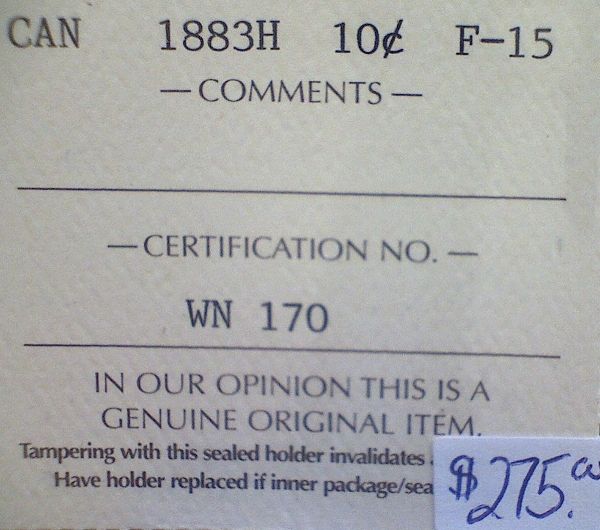 CAN 1883H 10¢ F-15
— COMMENTS —
— CERTIFICATION NO. —
WN 170
IN OUR OPINION THIS IS A
GENUINE ORIGINAL ITEM.
Tampering with this sealed holder invalidates
Have holder replaced if inner package/sea
$275.00